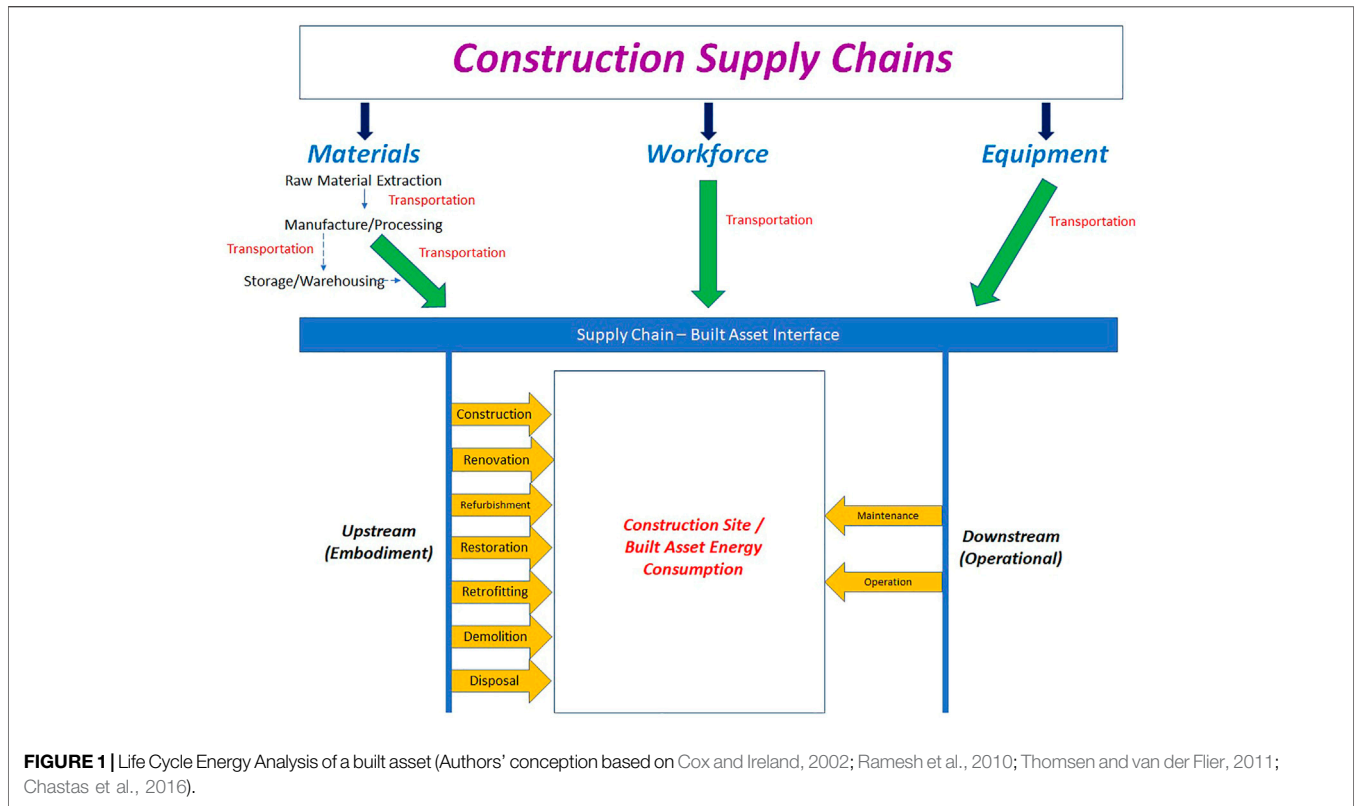 Construction Supply Chains
Materials
Workforce
Equipment
Raw Material Extraction
Transportation
Manufacture/Processing
Transportation
Transportation
Storage/Warehousing
Transportation
Transportation
Supply Chain – Built Asset Interface
Construction
Renovation
Refurbishment
Restoration
Retrofitting
Demolition
Disposal
Upstream
(Embodiment)
Construction Site /
Built Asset Energy
Consumption
Maintenance
Operation
Downstream
(Operational)
FIGURE 1 | Life Cycle Energy Analysis of a built asset (Authors’ conception based on Cox and Ireland, 2002; Ramesh et al., 2010; Thomsen and van der Flier, 2011;
Chastas et al., 2016).